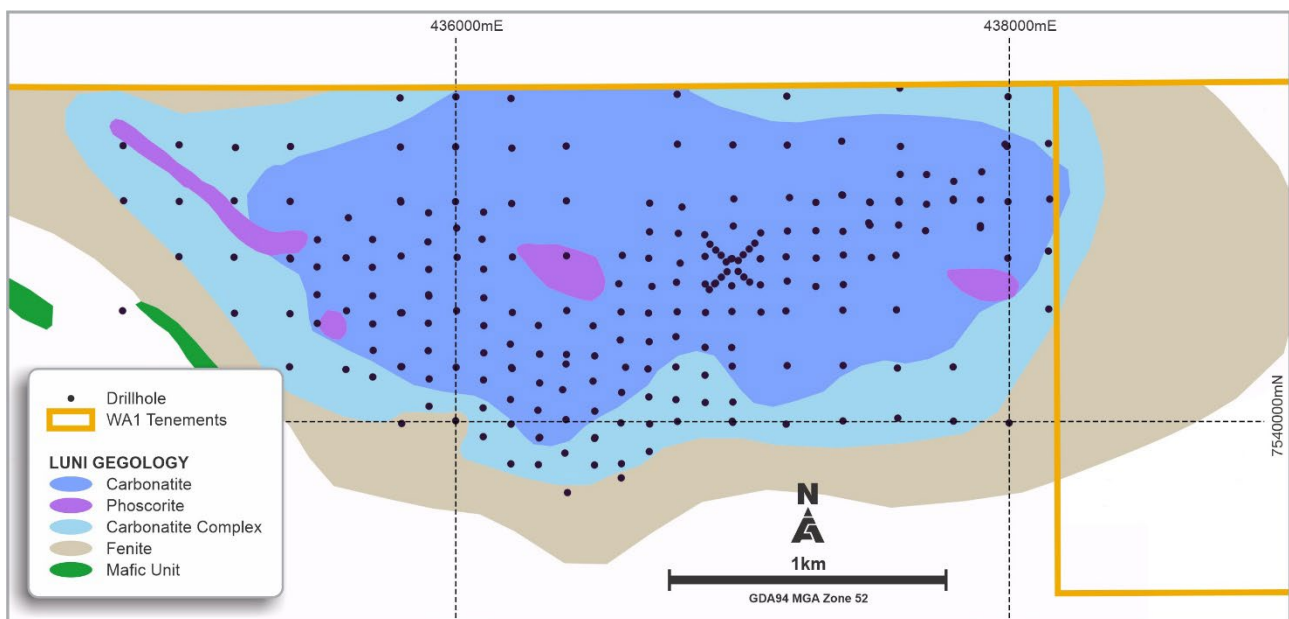 436000mE
438000mE
7540000mN
Drillhole
WA1 Tenements
LUNI GEGOLOGY
Carbonatite
Phoscorite
Carbonatite Complex
Fenite
Mafic Unit
N
1km
GDA94 MGA Zone 52